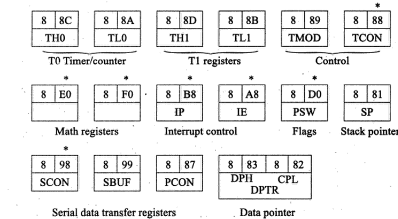 *
8 8C 8 8A 8 8D 8 8B 8 89 8 88
TH0 TL0 TH1 TL1 TMOD TCON
T0 Timer/counter T1 registers Control
* * * * *
8 E0 8 F0 8 B8 8 A8 8 D0 8 81
IP IE PSW SP
Math registers Interrupt control Flags Stack pointer
*
8 98 8 99 8 87 8 83 8 82
SCON SBUF PCON DPH CPL
DPTR
Serial data transfer registers Data pointer